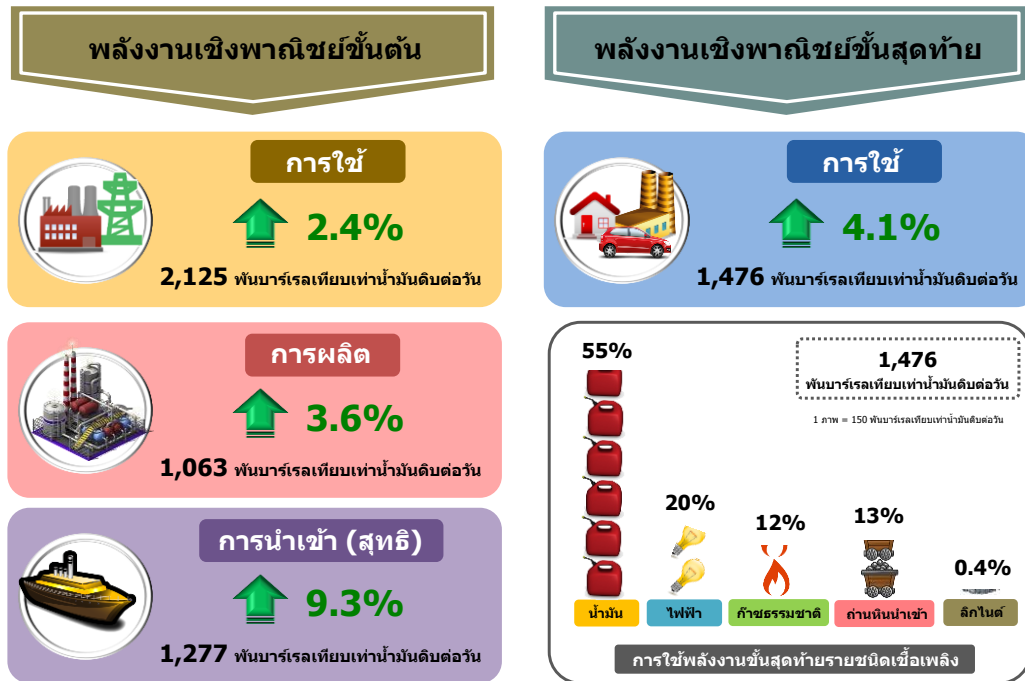 พลังงานเชิงพาณิชย์ขั้นต้น
การใช้
2.4%
2,125 พันบาร์เรลเทียบเท่าน้ำมันดิบต่อวัน
การผลิต
3.6%
1,063 พันบาร์เรลเทียบเท่าน้ำมันดิบต่อวัน
การนำเข้า (สุทธิ)
9.3%
1,277 พันบาร์เรลเทียบเท่าน้ำมันดิบต่อวัน
พลังงานเชิงพาณิชย์ขั้นสุดท้าย
การใช้
4.1%
1,476 พันบาร์เรลเทียบเท่าน้ำมันดิบต่อวัน
1,476
พันบาร์เรลเทียบเท่าน้ำมันดิบต่อวัน
1 ภาพ = 150 พันบาร์เรลเทียบเท่าน้ำมันดิบต่อวัน
55%
20%
12%
13%
0.4%
น้ำมัน
ไฟฟ้า
ก๊าซธรรมชาติ
ถ่านหินนำเข้า
ลิกไนต์
การใช้พลังงานขั้นสุดท้ายรายชนิดเชื้อเพลิง